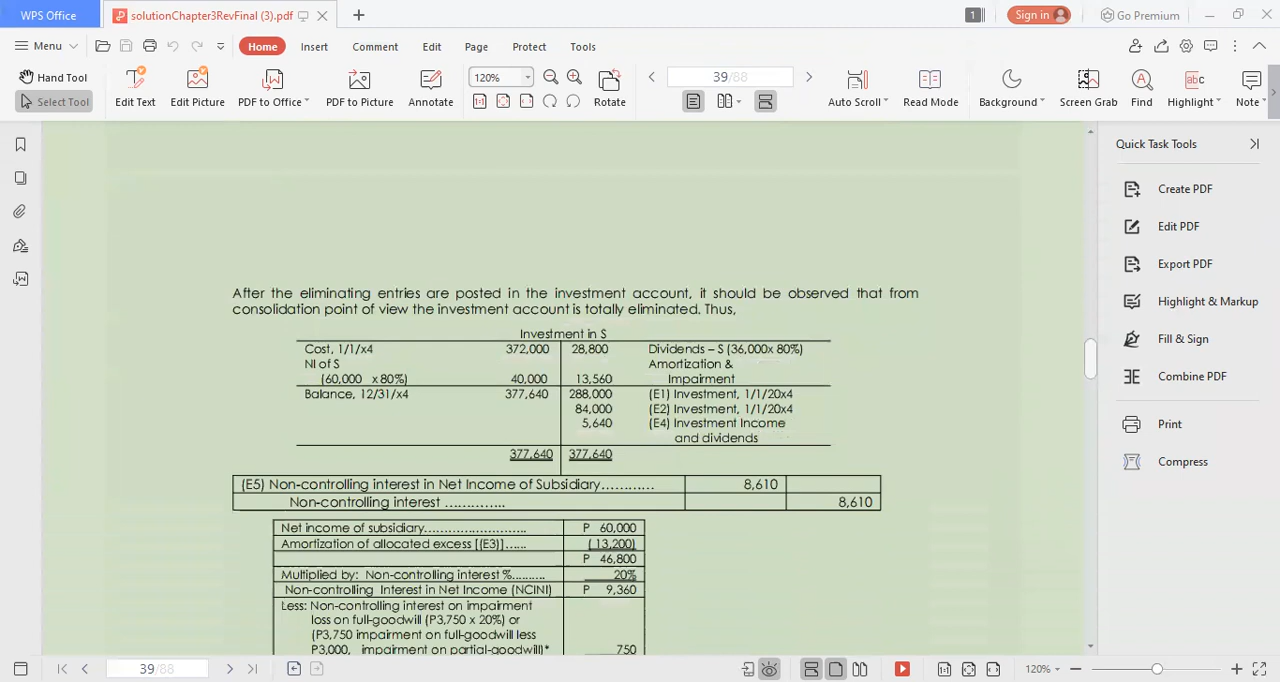 WPS Office
solutionChapter3RevFinal (3).pdf
1
Sign in
Go Premium
Menu
Home
Insert
Comment
Edit
Page
Protect
Tools
Hand Tool
Select Tool
Edit Text
Edit Picture
PDF to Office
PDF to Picture
Annotate
120%
Rotate
39/88
Auto Scroll
Read Mode
Background
Screen Grab
Find
Highlight
Note
Quick Task Tools
Create PDF
Edit PDF
Export PDF
Highlight & Markup
Fill & Sign
Combine PDF
Print
Compress
After the eliminating entries are posted in the investment account, it should be observed that from
consolidation point of view the investment account is totally eliminated. Thus,
Investment in S
Cost, 1/1/x4 372,000 28,800 Dividends – S (36,000x 80%)
NI of S Amortization &
(60,000 x 80%) 40,000 13,560 Impairment
Balance, 12/31/x4 377,640 288,000 (E1) Investment, 1/1/20x4
84,000 (E2) Investment, 1/1/20x4
5,640 (E4) Investment Income
and dividends
377,640 377,640
(E5) Non-controlling interest in Net Income of Subsidiary………… 8,610
Non-controlling interest ………….. 8,610
Net income of subsidiary…………………….. P 60,000
Amortization of allocated excess [(E3)]…... ( 13,200)
P 46,800
Multiplied by: Non-controlling interest %.......... 20%
Non-controlling Interest in Net Income (NCINI) P 9,360
Less: Non-controlling interest on impairment
loss on full-goodwill (P3,750 x 20%) or
(P3,750 impairment on full-goodwill less
P3,000, impairment on partial-goodwill)* 750
39/88
120%